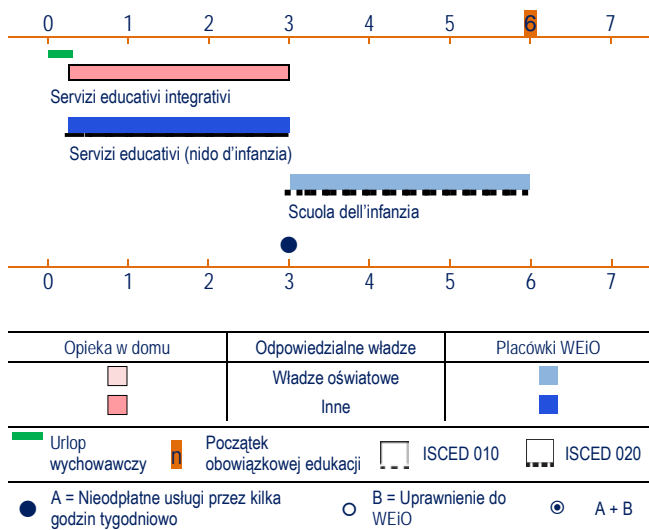 0 1 2 3 4 5 6 7
Servizi educativi integrativi
Servizi educativi (nido d'infanzia)
Scuola dell'infanzia
0 1 2 3 4 5 6 7
Opieka w domu Odpowiedzialne władze Placówki WEiO
Władze oświatowe
Inne
Urlop wychowawczy
n Początek obowiązkowej edukacji
ISCED 010
ISCED 020
A = Nieodpłatne usługi przez kilka
godzin tygodniowo
B = Uprawnienie do
WEiO
A + B